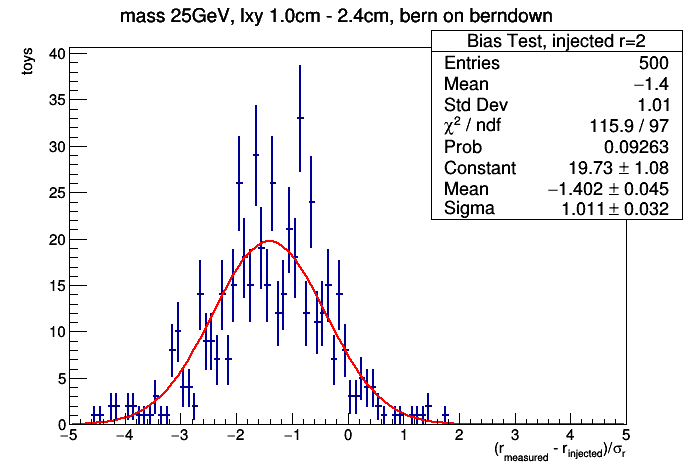 mass 25GeV, lxy 1.0cm - 2.4cm, bern on berndown
Bias Test, injected r=2
Entries 500
Mean −1.4
Std Dev 1.01
χ² / ndf 115.9 / 97
Prob 0.09263
Constant 19.73 ± 1.08
Mean −1.402 ± 0.045
Sigma 1.011 ± 0.032
toys
40
35
30
25
20
15
10
5
0
−5 −4 −3 −2 −1 0 1 2 3 4 5
(r_measured - r_injected)/σ_r